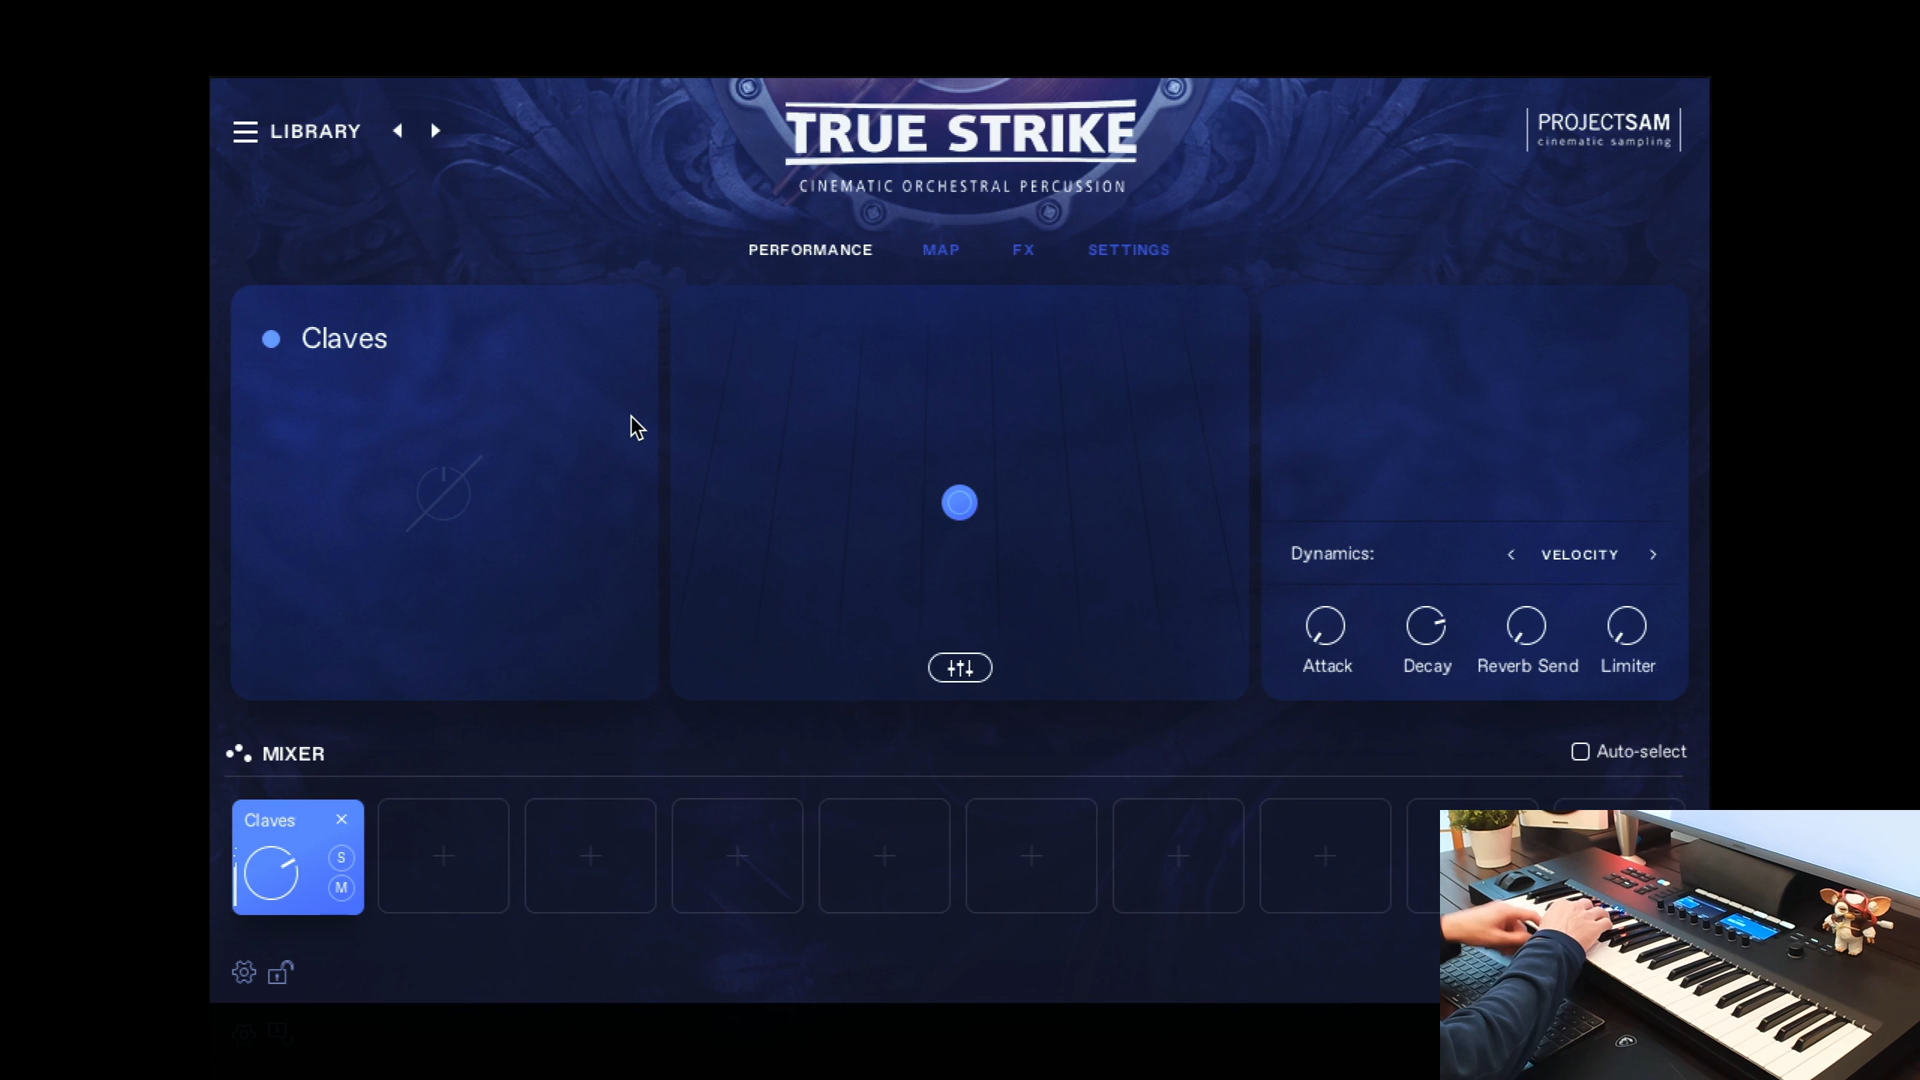 LIBRARY
TRUE STRIKE
CINEMATIC ORCHESTRAL PERCUSSION
PROJECTSAM
cinematic sampling
PERFORMANCE
MAP
FX
SETTINGS
Claves
Dynamics:
VELOCITY
Attack
Decay
Reverb Send
Limiter
MIXER
Auto-select
Claves
S
M